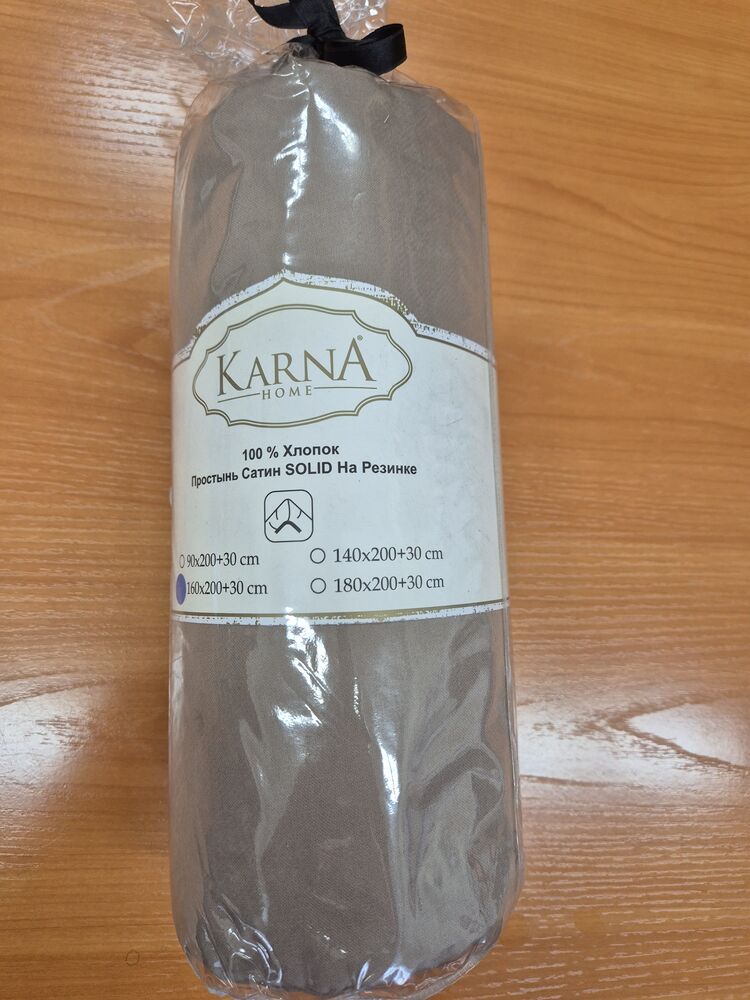 KARNA®
HOME
100 % Хлопок
Простынь Сатин SOLID На Резинке
90x200+30 cm
140x200+30 cm
160x200+30 cm
180x200+30 cm